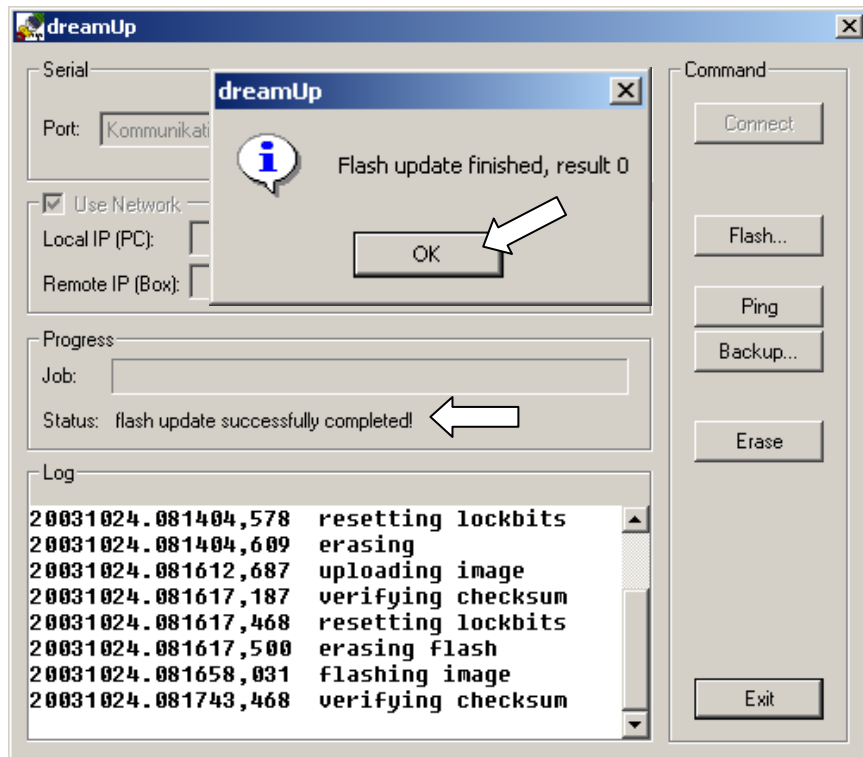 dreamUp
Serial
Port:
dreamUp
Flash update finished, result 0
OK
Use Network
Local IP (PC):
Remote IP (Box):
Progress
Job:
Status: flash update successfully completed!
Log
20031024.081404,578 resetting lockbits
20031024.081404,609 erasing
20031024.081612,687 uploading image
20031024.081617,187 verifying checksum
20031024.081617,468 resetting lockbits
20031024.081617,500 erasing flash
20031024.081658,031 flashing image
20031024.081743,468 verifying checksum
Command
Connect
Flash...
Ping
Backup...
Erase
Exit